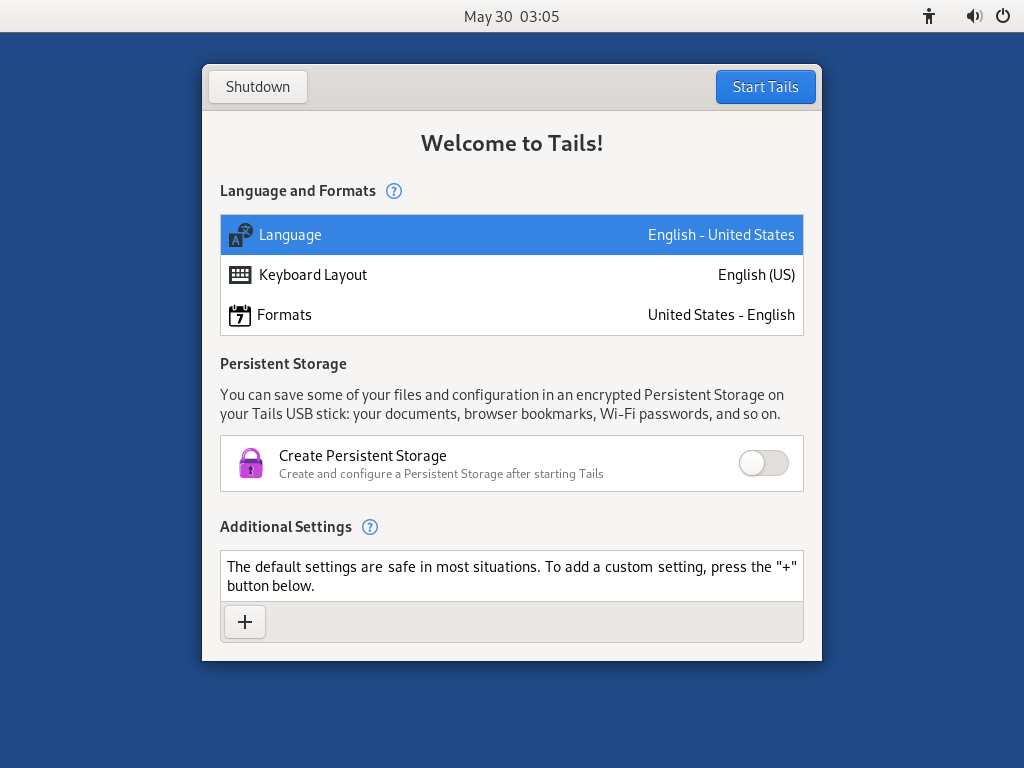 May 30 03:05
Shutdown
Start Tails
Welcome to Tails!
Language and Formats
Language English - United States
Keyboard Layout English (US)
Formats United States - English
Persistent Storage
You can save some of your files and configuration in an encrypted Persistent Storage on
your Tails USB stick: your documents, browser bookmarks, Wi-Fi passwords, and so on.
Create Persistent Storage
Create and configure a Persistent Storage after starting Tails
Additional Settings
The default settings are safe in most situations. To add a custom setting, press the "+"
button below.
+